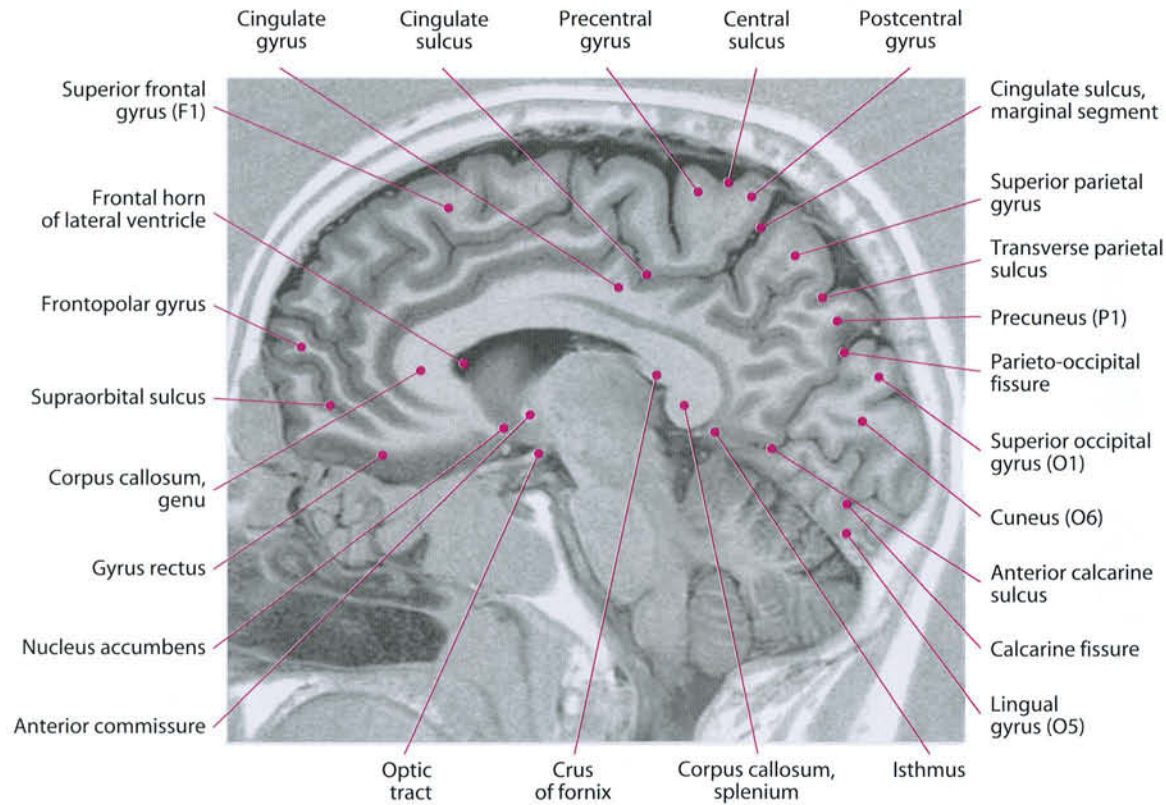 Cingulate
gyrus
Cingulate
sulcus
Precentral
gyrus
Central
sulcus
Postcentral
gyrus
Superior frontal
gyrus (F1)
Frontal horn
of lateral ventricle
Frontopolar gyrus
Supraorbital sulcus
Corpus callosum,
genu
Gyrus rectus
Nucleus accumbens
Anterior commissure
Cingulate sulcus,
marginal segment
Superior parietal
gyrus
Transverse parietal
sulcus
Precuneus (P1)
Parieto-occipital
fissure
Superior occipital
gyrus (O1)
Cuneus (O6)
Anterior calcarine
sulcus
Calcarine fissure
Lingual
gyrus (O5)
Optic
tract
Crus
of fornix
Corpus callosum,
splenium
Isthmus